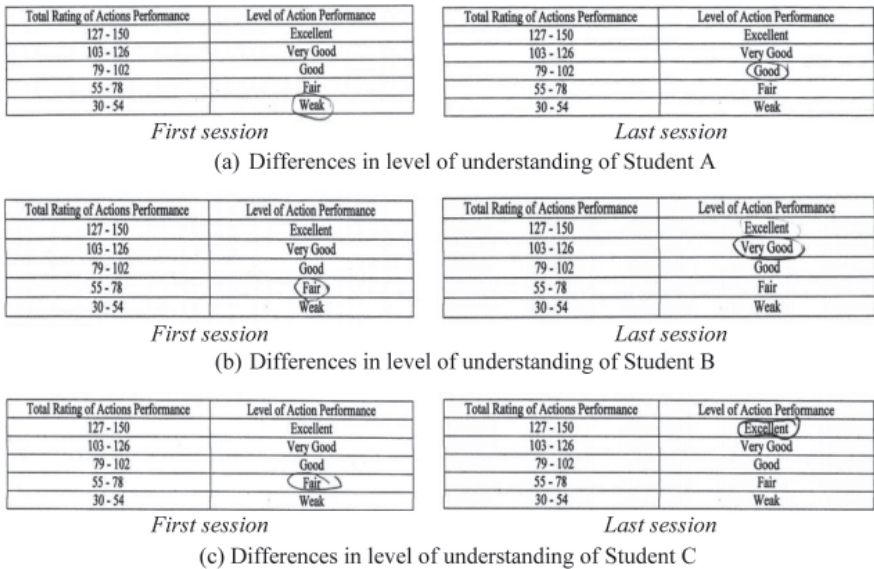 Total Rating of Actions Performance Level of Action Performance
127 - 150 Excellent
103 - 126 Very Good
79 - 102 Good
55 - 78 Fair
30 - 54 Weak
First session
Total Rating of Actions Performance Level of Action Performance
127 - 150 Excellent
103 - 126 Very Good
79 - 102 Good
55 - 78 Fair
30 - 54 Weak
Last session
(a) Differences in level of understanding of Student A
Total Rating of Actions Performance Level of Action Performance
127 - 150 Excellent
103 - 126 Very Good
79 - 102 Good
55 - 78 Fair
30 - 54 Weak
First session
Total Rating of Actions Performance Level of Action Performance
127 - 150 Excellent
103 - 126 Very Good
79 - 102 Good
55 - 78 Fair
30 - 54 Weak
Last session
(b) Differences in level of understanding of Student B
Total Rating of Actions Performance Level of Action Performance
127 - 150 Excellent
103 - 126 Very Good
79 - 102 Good
55 - 78 Fair
30 - 54 Weak
First session
Total Rating of Actions Performance Level of Action Performance
127 - 150 Excellent
103 - 126 Very Good
79 - 102 Good
55 - 78 Fair
30 - 54 Weak
Last session
(c) Differences in level of understanding of Student C